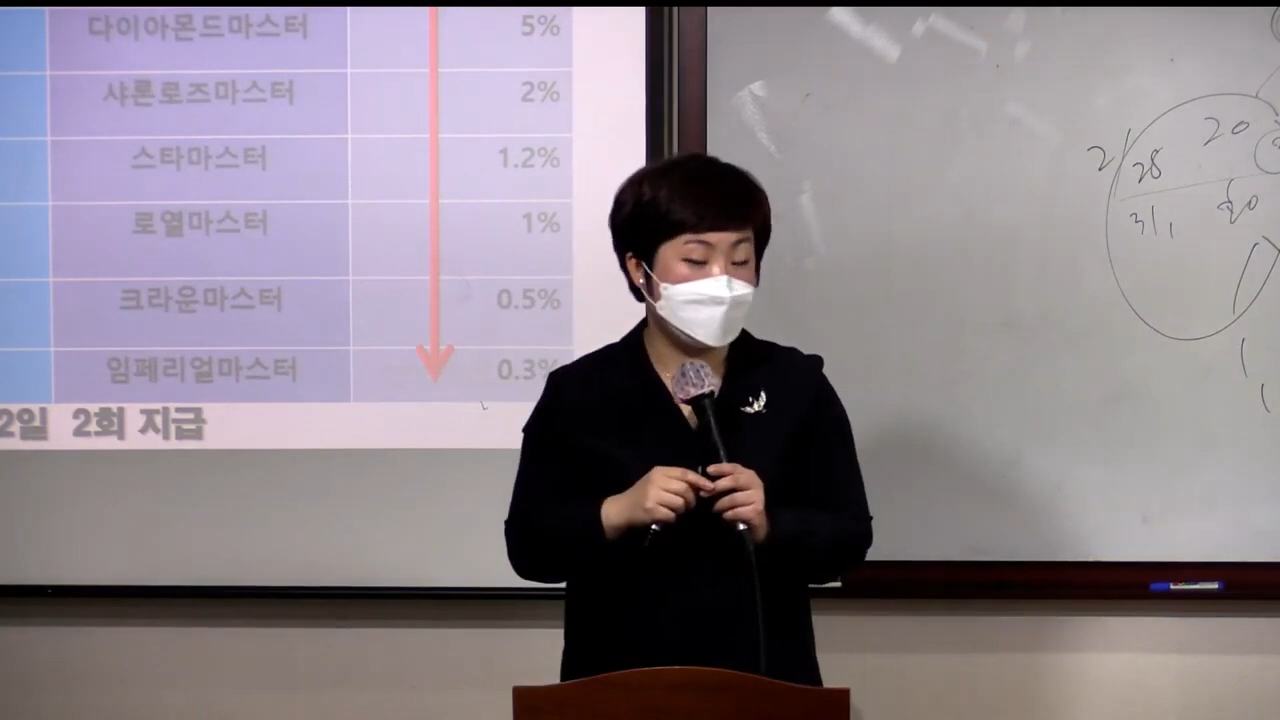 다이아몬드마스터 5%
샤론로즈마스터 2%
스타마스터 1.2%
로열마스터 1%
크라운마스터 0.5%
임페리얼마스터 0.3%
2일 2회 지급
21
28 20
31, 80